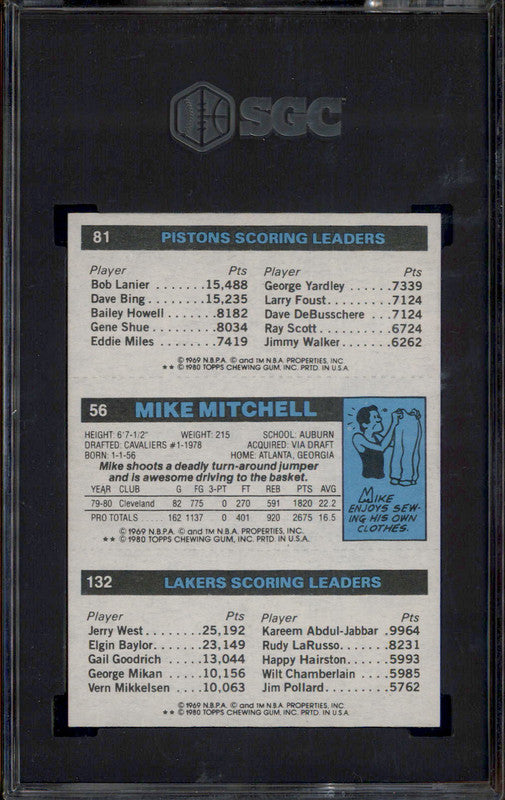 SGC
81 PISTONS SCORING LEADERS
Player Pts Player Pts
Bob Lanier .......15,488 George Yardley ....7339
Dave Bing ........15,235 Larry Foust........7124
Bailey Howell .....8182 Dave DeBusschere ...7124
Gene Shue ........8034 Ray Scott ..........6724
Eddie Miles .......7419 Jimmy Walker.......6262
© 1969 N.B.P.A. © and TM N.B.A. PROPERTIES, INC.
** © 1980 TOPPS CHEWING GUM, INC. PRTD. IN U.S.A.
56 MIKE MITCHELL
HEIGHT: 6'7-1/2" WEIGHT: 215 SCHOOL: AUBURN
DRAFTED: CAVALIERS #1-1978 ACQUIRED: VIA DRAFT
BORN: 1-1-56 HOME: ATLANTA, GEORGIA
Mike shoots a deadly turn-around jumper
and is awesome driving to the basket.
YEAR CLUB G FG 3-PT FT REB PTS AVG
79-80 Cleveland 82 775 0 270 591 1820 22.2
PRO TOTALS ..... 162 1137 0 401 920 2675 16.5
© 1969 N.B.P.A. © and TM N.B.A. PROPERTIES, INC.
** © 1980 TOPPS CHEWING GUM, INC. PRTD. IN U.S.A.
MIKE
ENJOYS SEW-
ING HIS OWN
CLOTHES.
132 LAKERS SCORING LEADERS
Player Pts Player Pts
Jerry West ........25,192 Kareem Abdul-Jabbar .9964
Elgin Baylor.......23,149 Rudy LaRusso.......8231
Gail Goodrich .....13,044 Happy Hairston.....5993
George Mikan .....10,156 Wilt Chamberlain ....5985
Vern Mikkelsen ...10,063 Jim Pollard .........5762
© 1969 N.B.P.A. © and TM N.B.A. PROPERTIES, INC.
** © 1980 TOPPS CHEWING GUM, INC. PRTD. IN U.S.A.